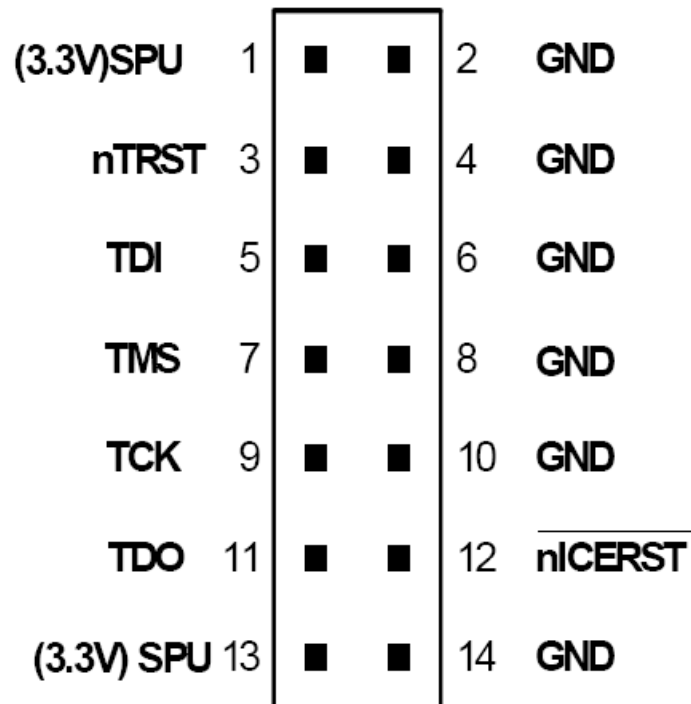 (3.3V)SPU 1 2 GND
nTRST 3 4 GND
TDI 5 6 GND
TMS 7 8 GND
TCK 9 10 GND
TDO 11 12 nICERST
(3.3V) SPU 13 14 GND